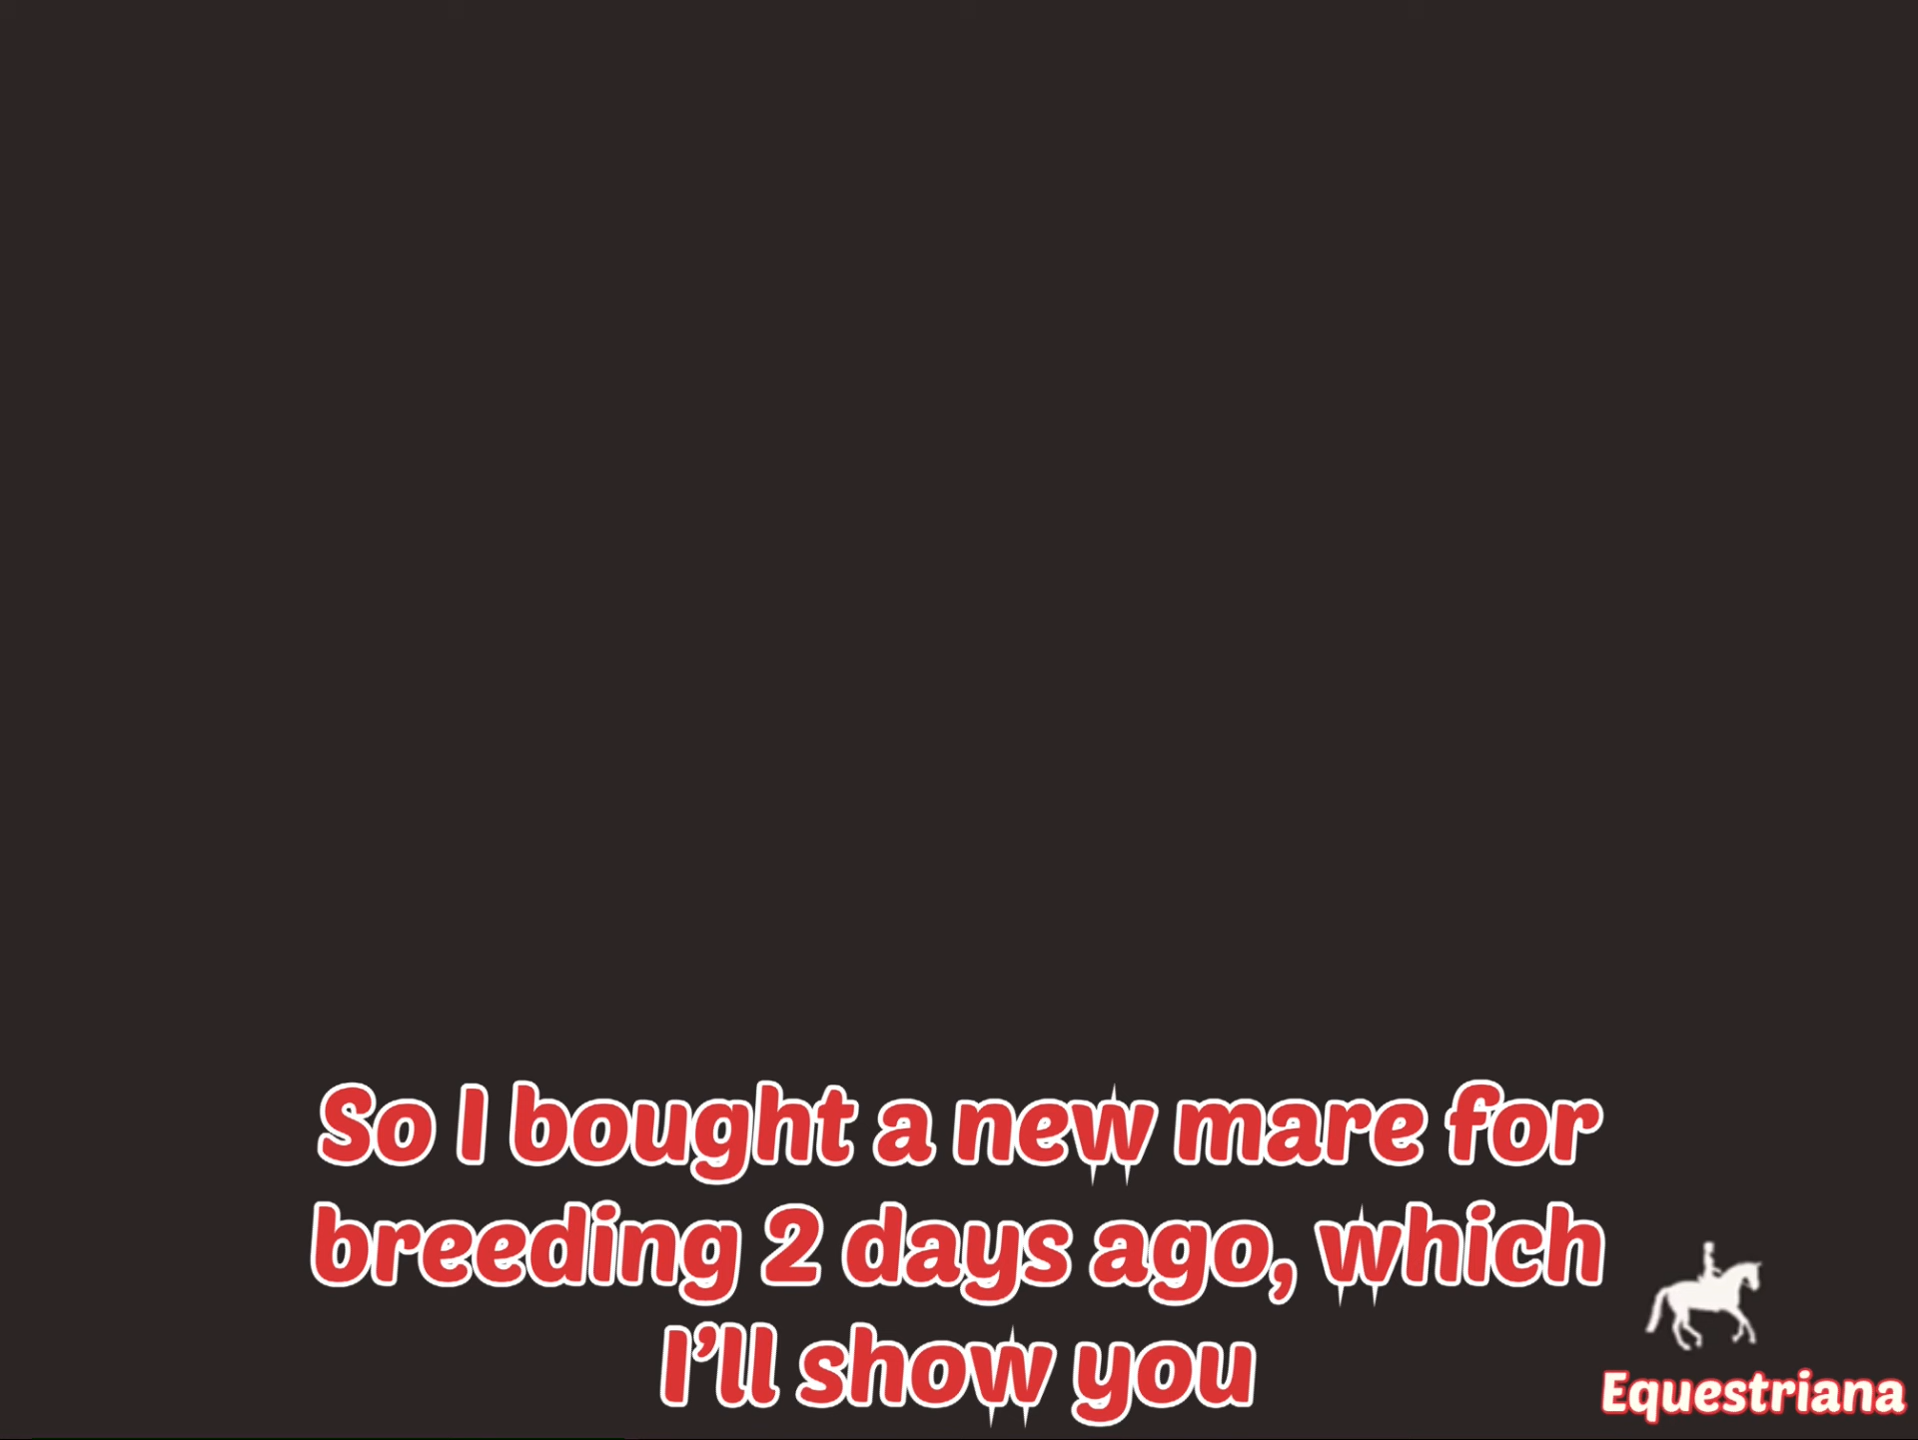 So I bought a new mare for
breeding 2 days ago, which
I’ll show you
Equestriana